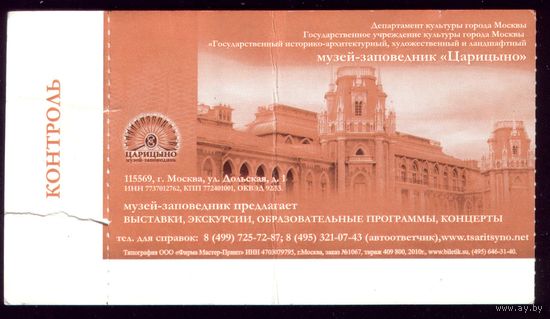 КОНТРОЛЬ
Департамент культуры города Москвы
Государственное учреждение культуры города Москвы
«Государственный историко-архитектурный, художественный и ландшафтный
музей-заповедник «Царицыно»
ЦАРИЦЫНО
музей-заповедник
115569, г. Москва, ул. Дольская, д. 1
ИНН 7737012762, КПП 772401001, ОКВЭД 92.53.
музей-заповедник предлагает
ВЫСТАВКИ, ЭКСКУРСИИ, ОБРАЗОВАТЕЛЬНЫЕ ПРОГРАММЫ, КОНЦЕРТЫ
тел. для справок: 8 (499) 725-72-87; 8 (495) 321-07-43 (автоответчик),www.tsaritsyno.net
Типография ООО «Фирма Мастер-Принт» ИНН 4703079795, г.Москва, заказ №1067, тираж 409 800, 2010г., www.biletik.su, (495) 646-31-40.
www.ay.by